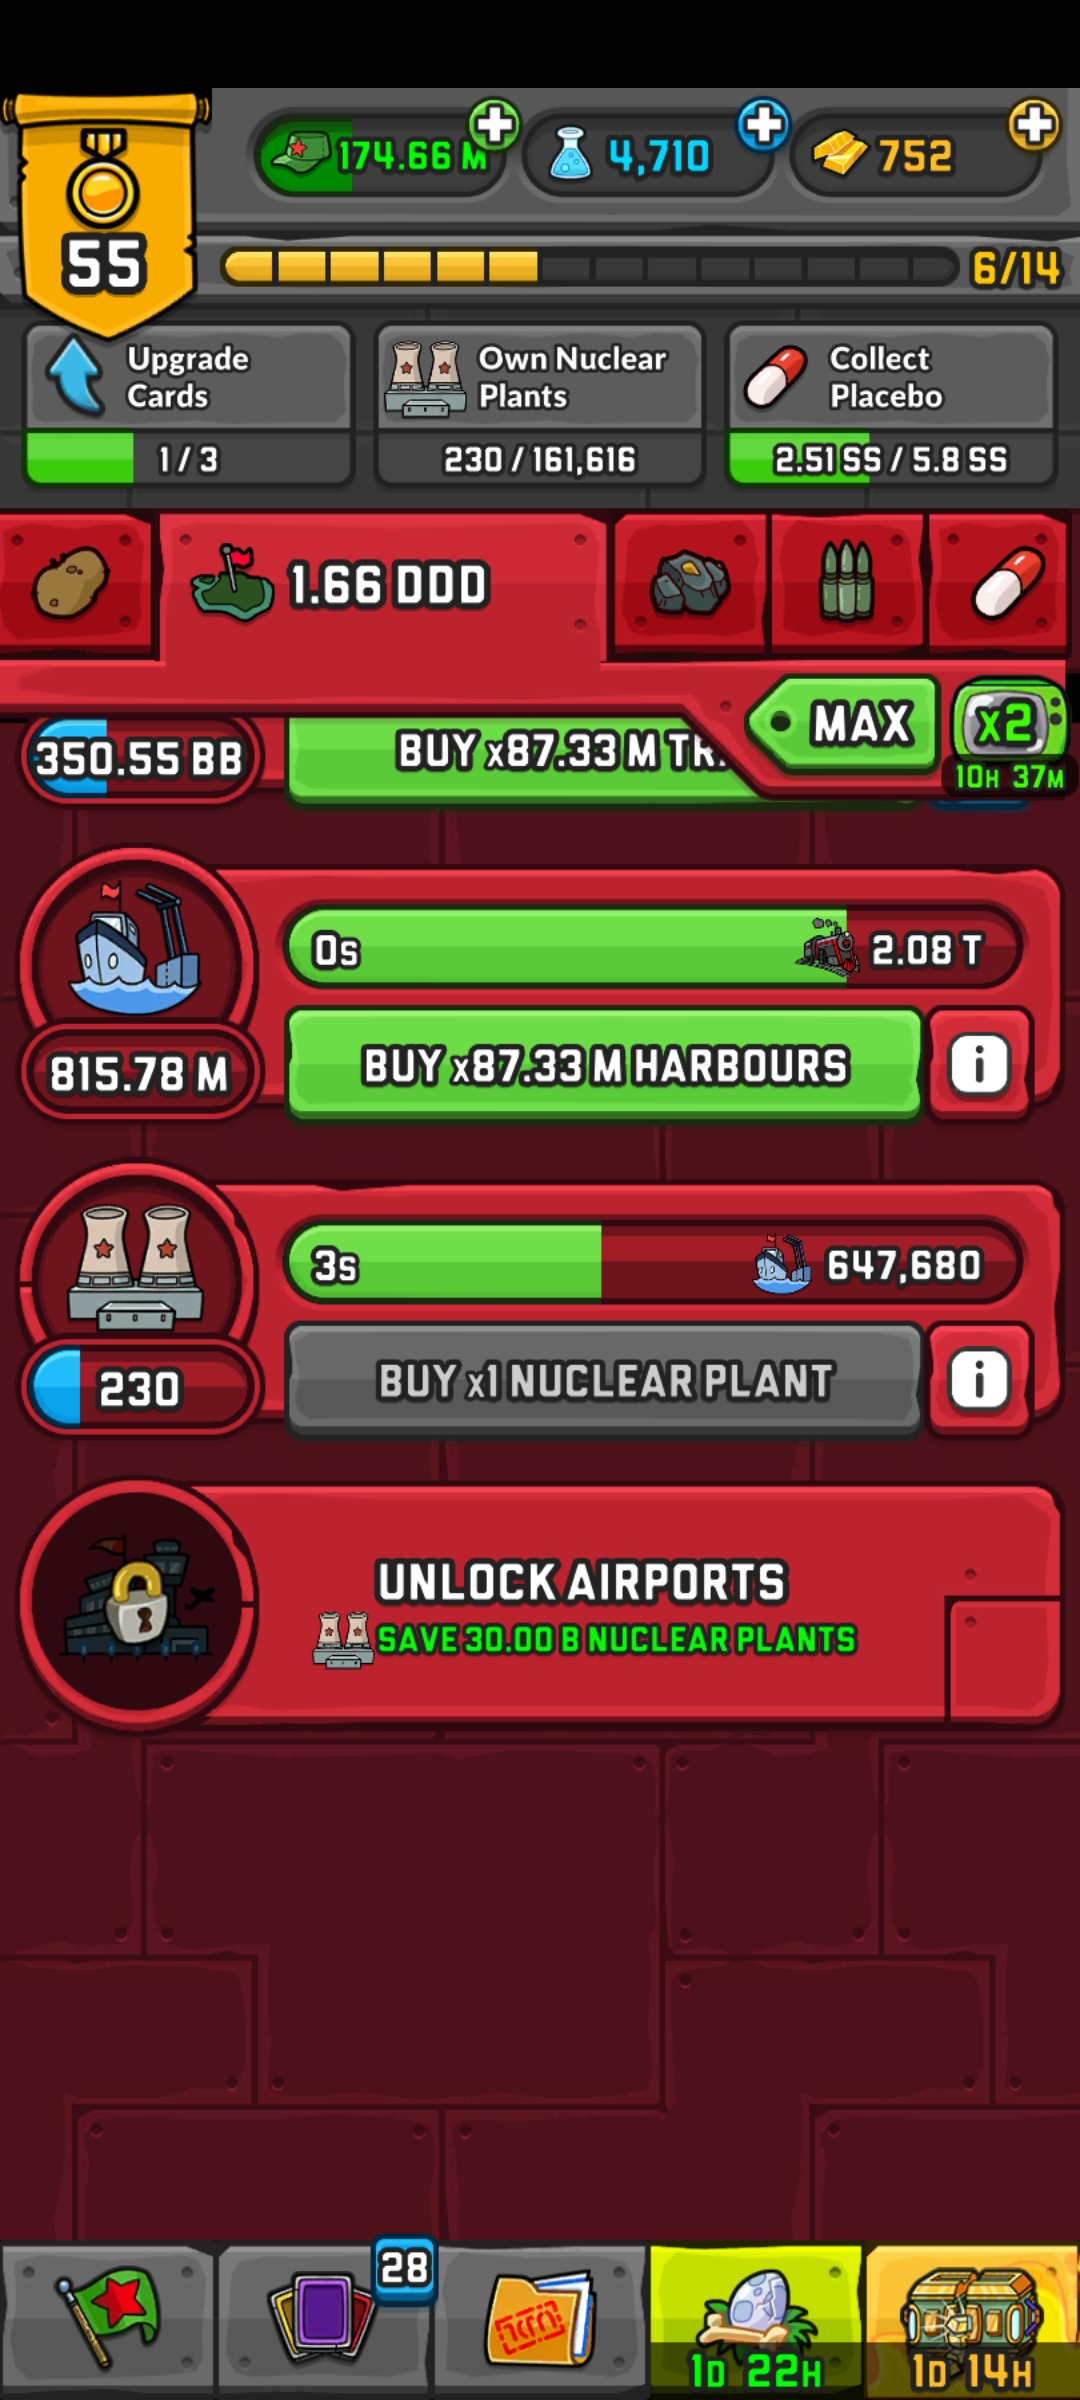 174.66 M
4,710
752
55
6/14
Upgrade
Cards
Own Nuclear
Plants
Collect
Placebo
1 / 3
230 / 161,616
2.51 SS / 5.8 SS
1.66 DDD
MAX
x2
10H 37M
350.55 BB
BUY x87.33 M
0s
2.08 T
815.78 M
BUY x87.33 M HARBOURS
i
3s
647,680
230
BUY x1 NUCLEAR PLANT
i
UNLOCK AIRPORTS
SAVE 30.00 B NUCLEAR PLANTS
28
1D 22H
1D 14H